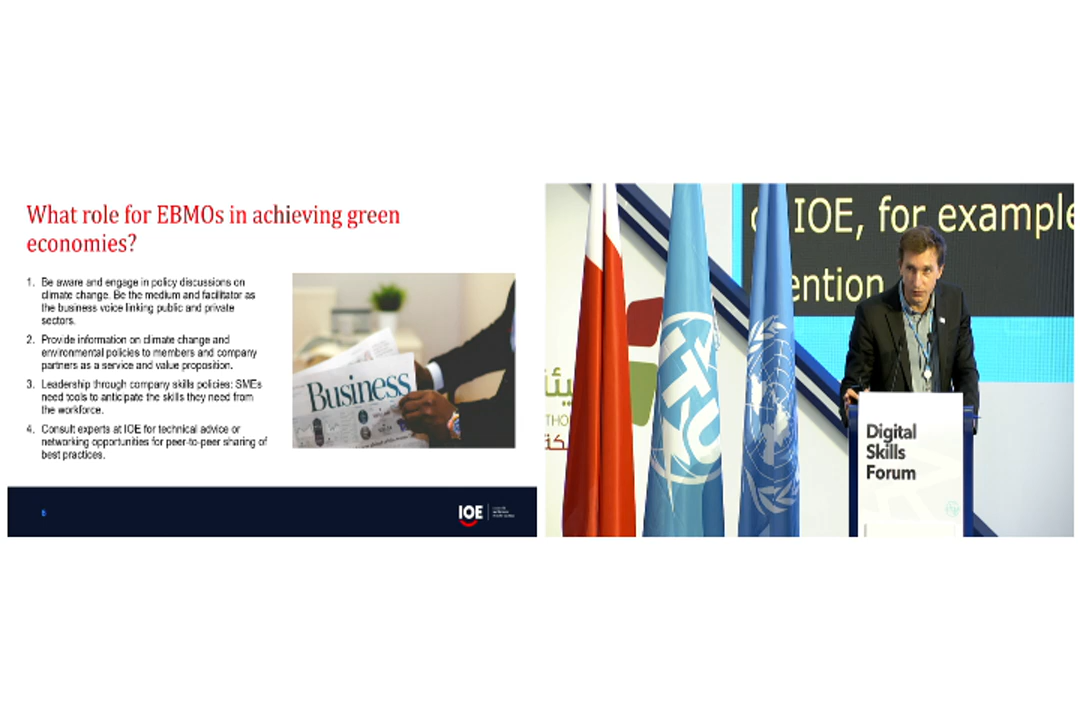 What role for EBMOs in achieving green
economies?
1. Be aware and engage in policy discussions on
climate change. Be the medium and facilitator as
the business voice linking public and private
sectors.
2. Provide information on climate change and
environmental policies to members and company
partners as a service and value proposition.
3. Leadership through company skills policies: SMEs
need tools to anticipate the skills they need from
the workforce.
4. Consult experts at IOE for technical advice or
networking opportunities for peer-to-peer sharing of
best practices.
Business
IOE
IOE, for example
ention
ITU
Digital
Skills
Forum